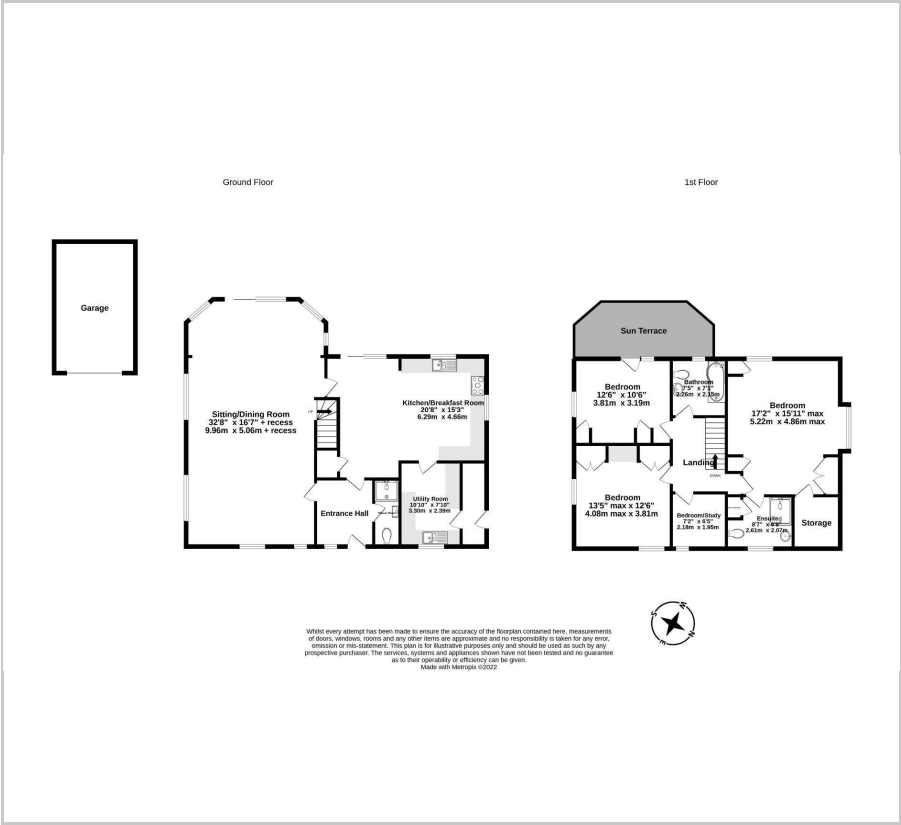 Ground Floor
1st Floor
Garage
Sun Terrace
Sitting/Dining Room
32'8" x 16'7" + recess
9.96m x 5.06m + recess
UP
Kitchen/Breakfast Room
20'8" x 15'3"
6.29m x 4.66m
Utility Room
10'10" x 7'10"
3.30m x 2.39m
Entrance Hall
Bedroom
12'6" x 10'6"
3.81m x 3.19m
Bathroom
7'5" x 7'1"
2.26m x 2.15m
Bedroom
17'2" x 15'11" max
5.22m x 4.86m max
Landing
DOWN
Bedroom
13'5" max x 12'6"
4.08m max x 3.81m
Bedroom/Study
7'2" x 6'5"
2.18m x 1.95m
Ensuite
8'7" x 6'9"
2.61m x 2.07m
Storage
S
W
E
N
Whilst every attempt has been made to ensure the accuracy of the floorplan contained here, measurements
of doors, windows, rooms and any other items are approximate and no responsibility is taken for any error,
omission or mis-statement. This plan is for illustrative purposes only and should be used as such by any
prospective purchaser. The services, systems and appliances shown have not been tested and no guarantee
as to their operability or efficiency can be given.
Made with Metropix ©2022